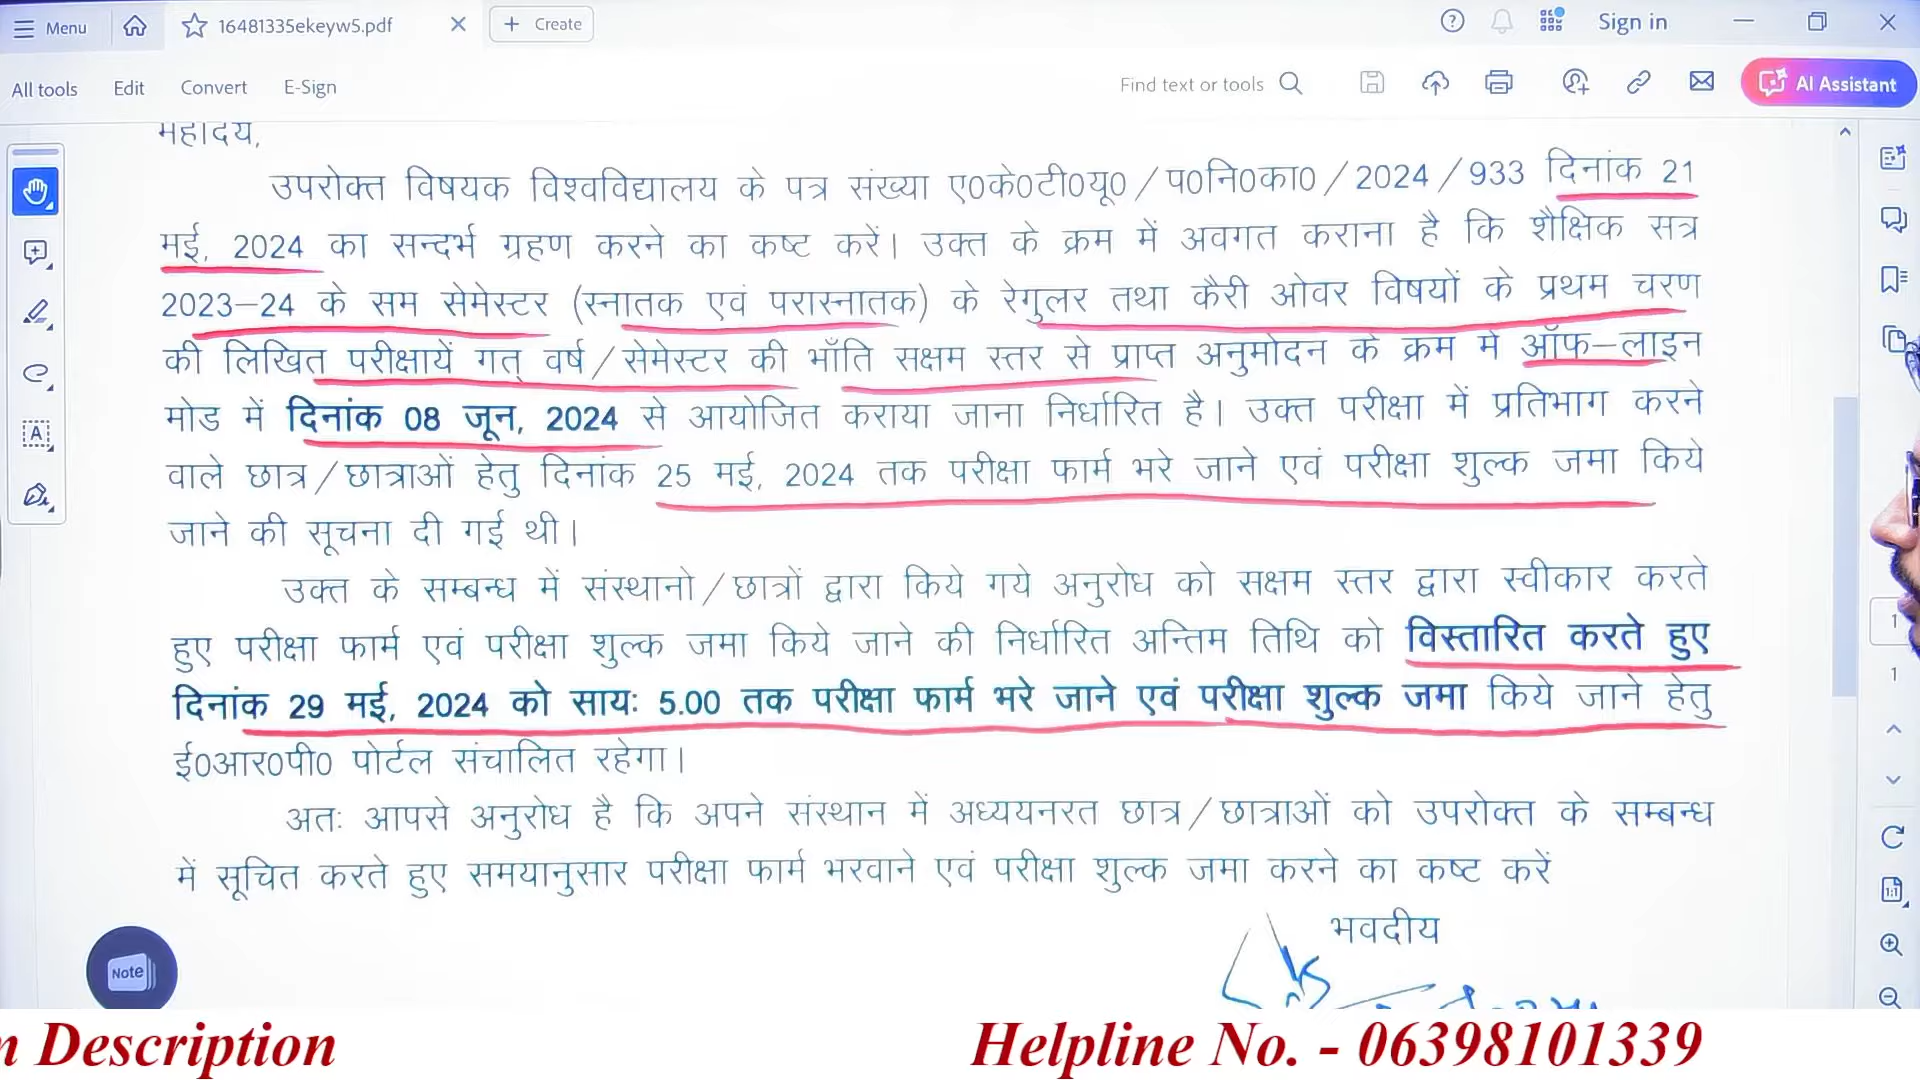 Menu
16481335ekeyw5.pdf
Create
Sign in
All tools
Edit
Convert
E-Sign
Find text or tools
AI Assistant
महोदय,
उपरोक्त विषयक विश्वविद्यालय के पत्र संख्या ए0के0टी0यू0/प0नि0का0/2024/933 दिनांक 21
मई, 2024 का सन्दर्भ ग्रहण करने का कष्ट करें। उक्त के क्रम में अवगत कराना है कि शैक्षिक सत्र
2023–24 के सम सेमेस्टर (स्नातक एवं परास्नातक) के रेगुलर तथा कैरी ओवर विषयों के प्रथम चरण
की लिखित परीक्षायें गत् वर्ष/सेमेस्टर की भाँति सक्षम स्तर से प्राप्त अनुमोदन के क्रम मे ऑफ–लाइन
मोड में दिनांक 08 जून, 2024 से आयोजित कराया जाना निर्धारित है। उक्त परीक्षा में प्रतिभाग करने
वाले छात्र/छात्राओं हेतु दिनांक 25 मई, 2024 तक परीक्षा फार्म भरे जाने एवं परीक्षा शुल्क जमा किये
जाने की सूचना दी गई थी।
उक्त के सम्बन्ध में संस्थानो/छात्रों द्वारा किये गये अनुरोध को सक्षम स्तर द्वारा स्वीकार करते
हुए परीक्षा फार्म एवं परीक्षा शुल्क जमा किये जाने की निर्धारित अन्तिम तिथि को विस्तारित करते हुए
दिनांक 29 मई, 2024 को सायः 5.00 तक परीक्षा फार्म भरे जाने एवं परीक्षा शुल्क जमा किये जाने हेतु
ई0आर0पी0 पोर्टल संचालित रहेगा।
अतः आपसे अनुरोध है कि अपने संस्थान में अध्ययनरत छात्र/छात्राओं को उपरोक्त के सम्बन्ध
में सूचित करते हुए समयानुसार परीक्षा फार्म भरवाने एवं परीक्षा शुल्क जमा करने का कष्ट करें
भवदीय
1
1
Note
n Description
Helpline No. - 06398101339